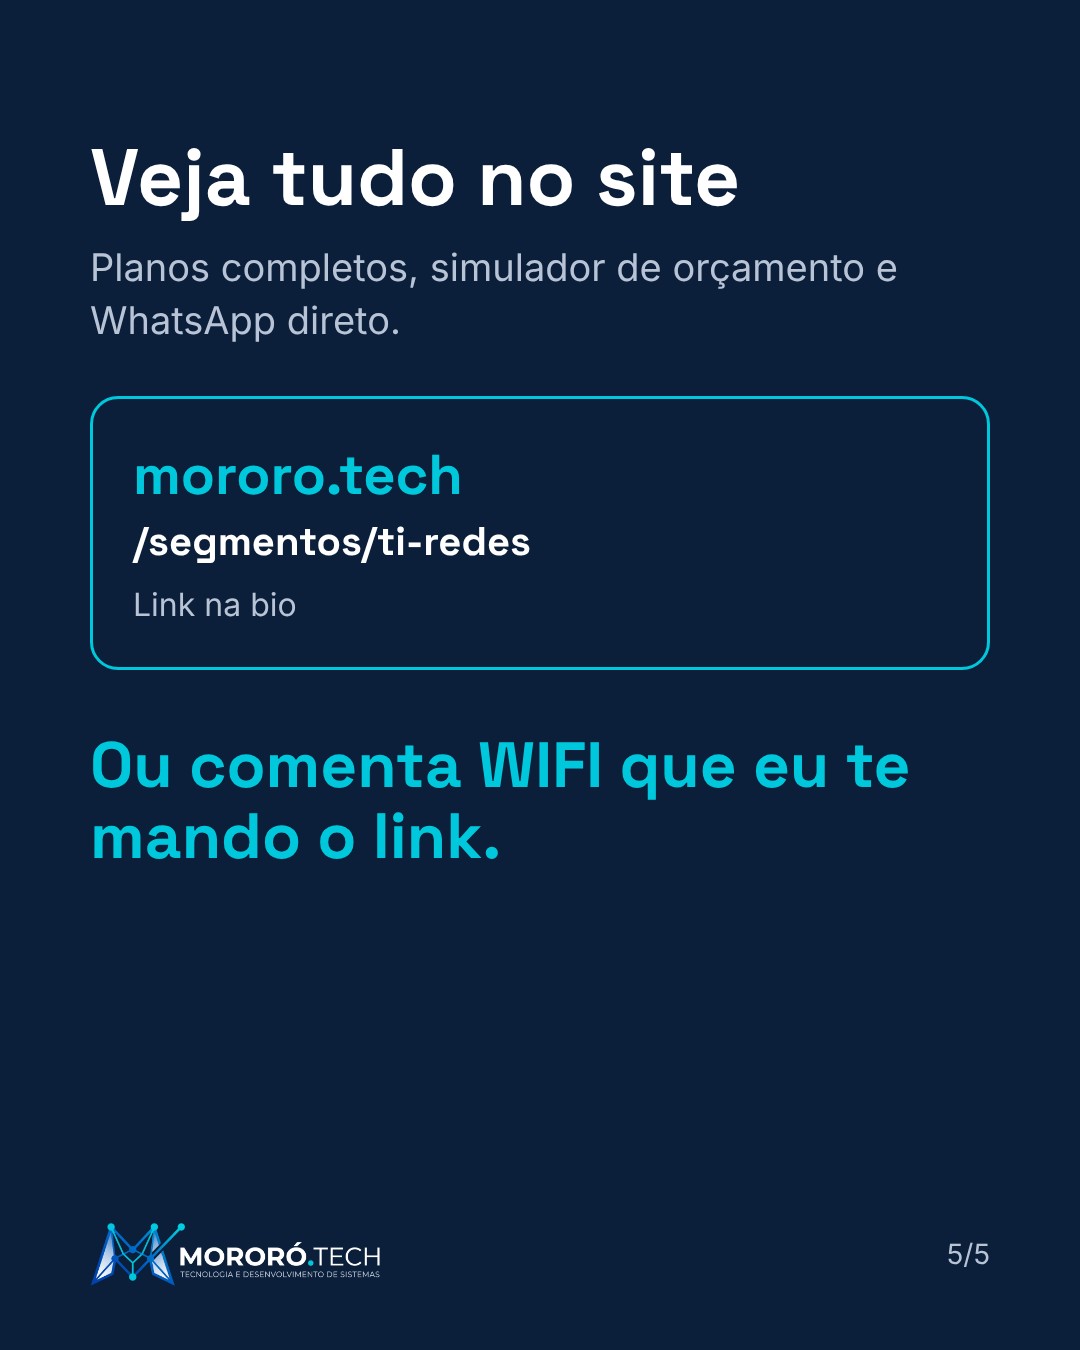 Veja tudo no site
Planos completos, simulador de orçamento e
WhatsApp direto.
mororo.tech
/segmentos/ti-redes
Link na bio
Ou comenta WIFI que eu te
mando o link.
MORORÓ.TECH
TECNOLOGIA E DESENVOLVIMENTO DE SISTEMAS
5/5